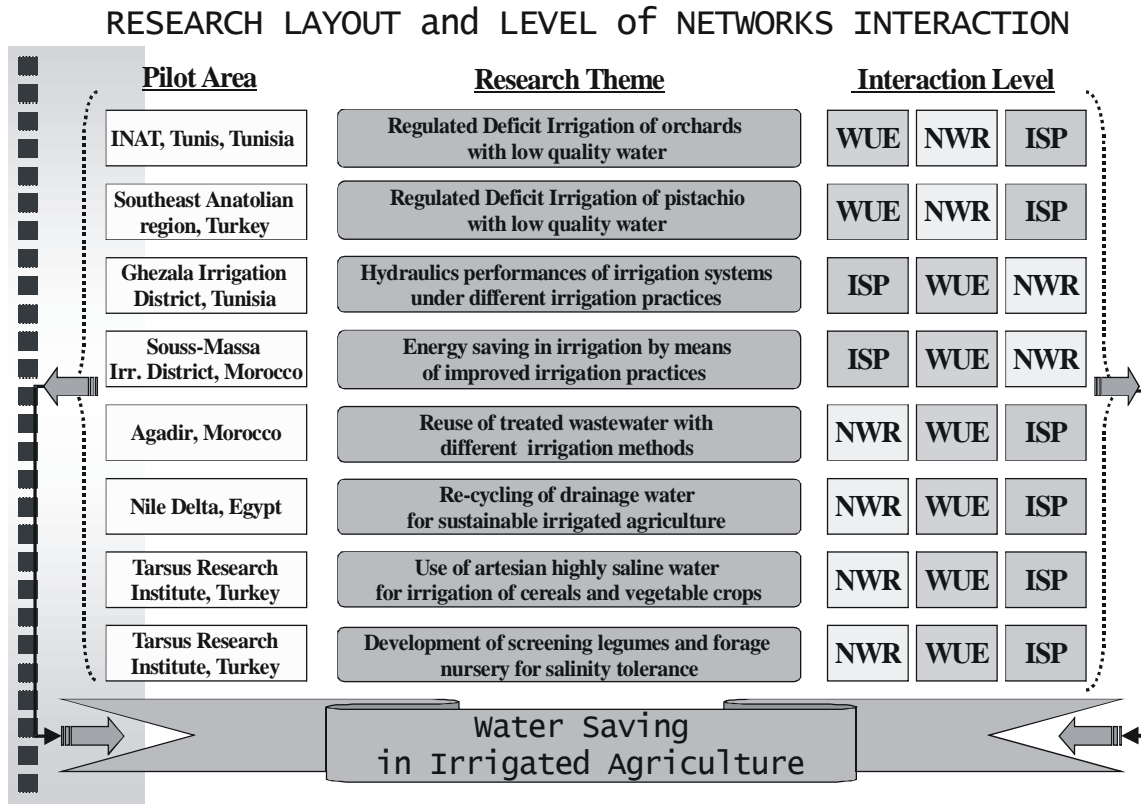 RESEARCH LAYOUT and LEVEL of NETWORKS INTERACTION
Pilot Area Research Theme Interaction Level
INAT, Tunis, Tunisia
Regulated Deficit Irrigation of orchards
with low quality water
WUE NWR ISP
Southeast Anatolian
region, Turkey
Regulated Deficit Irrigation of pistachio
with low quality water
WUE NWR ISP
Ghezala Irrigation
District, Tunisia
Hydraulics performances of irrigation systems
under different irrigation practices
ISP WUE NWR
Souss-Massa
Irr. District, Morocco
Energy saving in irrigation by means
of improved irrigation practices
ISP WUE NWR
Agadir, Morocco
Reuse of treated wastewater with
different irrigation methods
NWR WUE ISP
Nile Delta, Egypt
Re-cycling of drainage water
for sustainable irrigated agriculture
NWR WUE ISP
Tarsus Research
Institute, Turkey
Use of artesian highly saline water
for irrigation of cereals and vegetable crops
NWR WUE ISP
Tarsus Research
Institute, Turkey
Development of screening legumes and forage
nursery for salinity tolerance
NWR WUE ISP
Water Saving
in Irrigated Agriculture